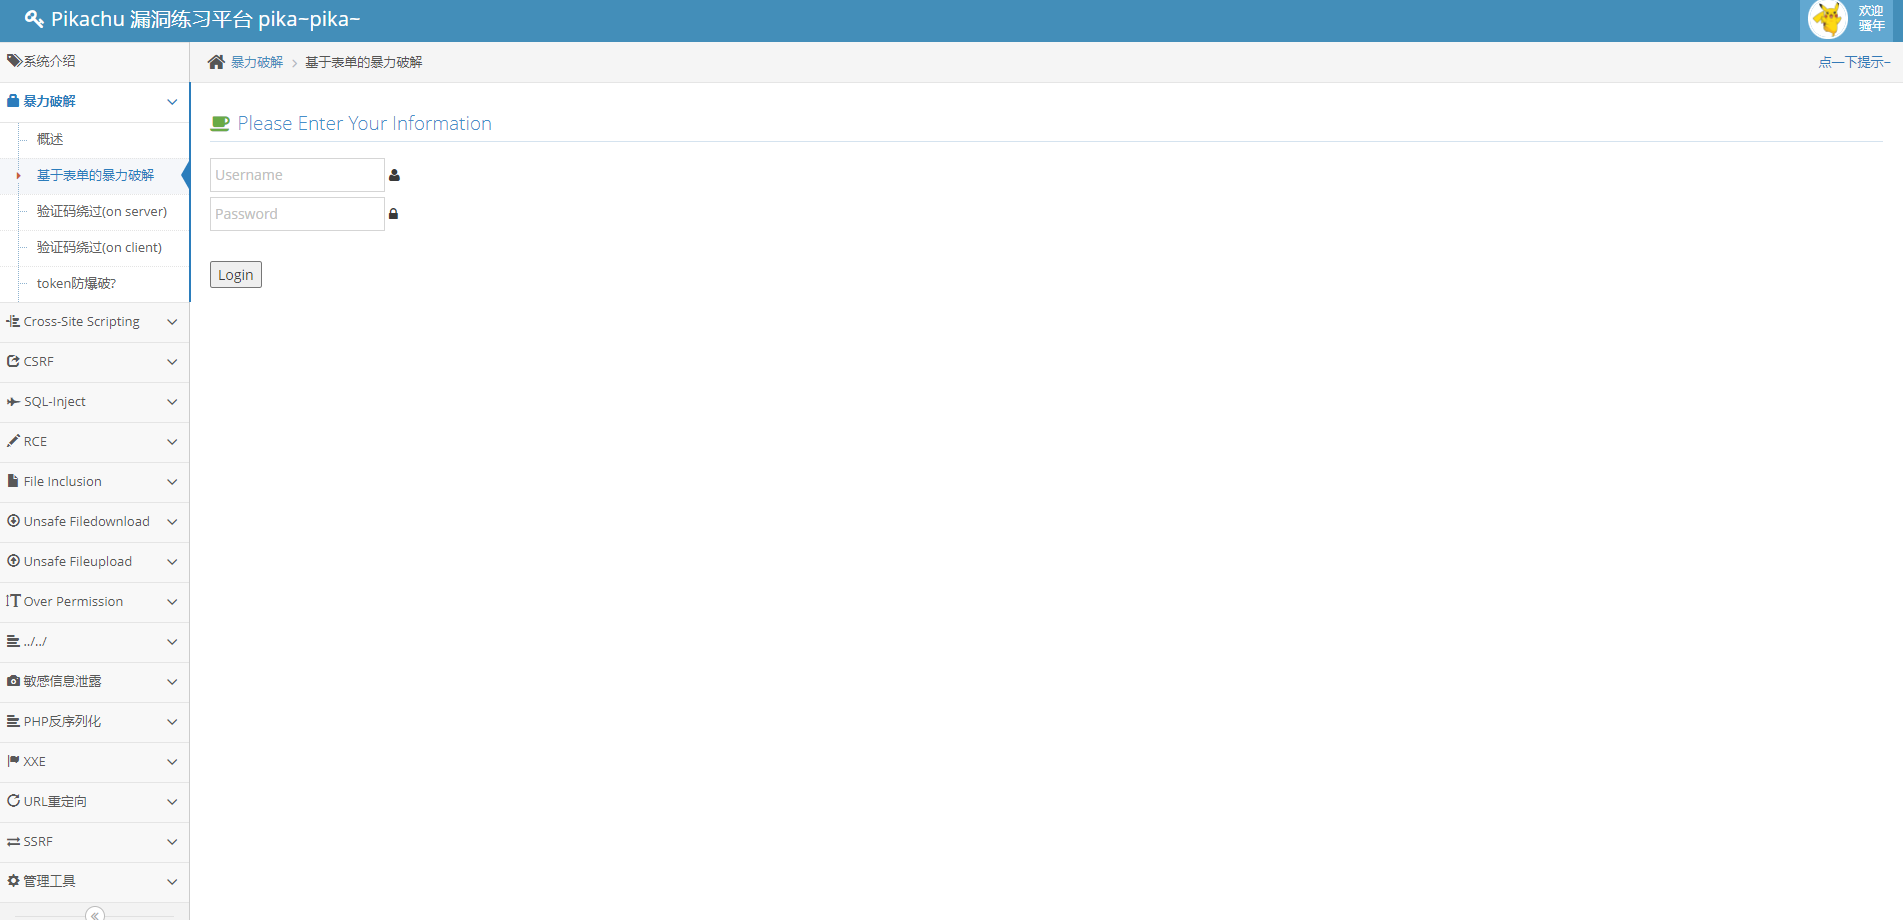 Pikachu 漏洞练习平台 pika~pika~
欢迎
骚年
系统介绍
暴力破解
概述
基于表单的暴力破解
验证码绕过(on server)
验证码绕过(on client)
token防爆破?
Cross-Site Scripting
CSRF
SQL-Inject
RCE
File Inclusion
Unsafe Filedownload
Unsafe Fileupload
Over Permission
../../
敏感信息泄露
PHP反序列化
XXE
URL重定向
SSRF
管理工具
暴力破解 > 基于表单的暴力破解
点一下提示~
Please Enter Your Information
Username
Password
Login